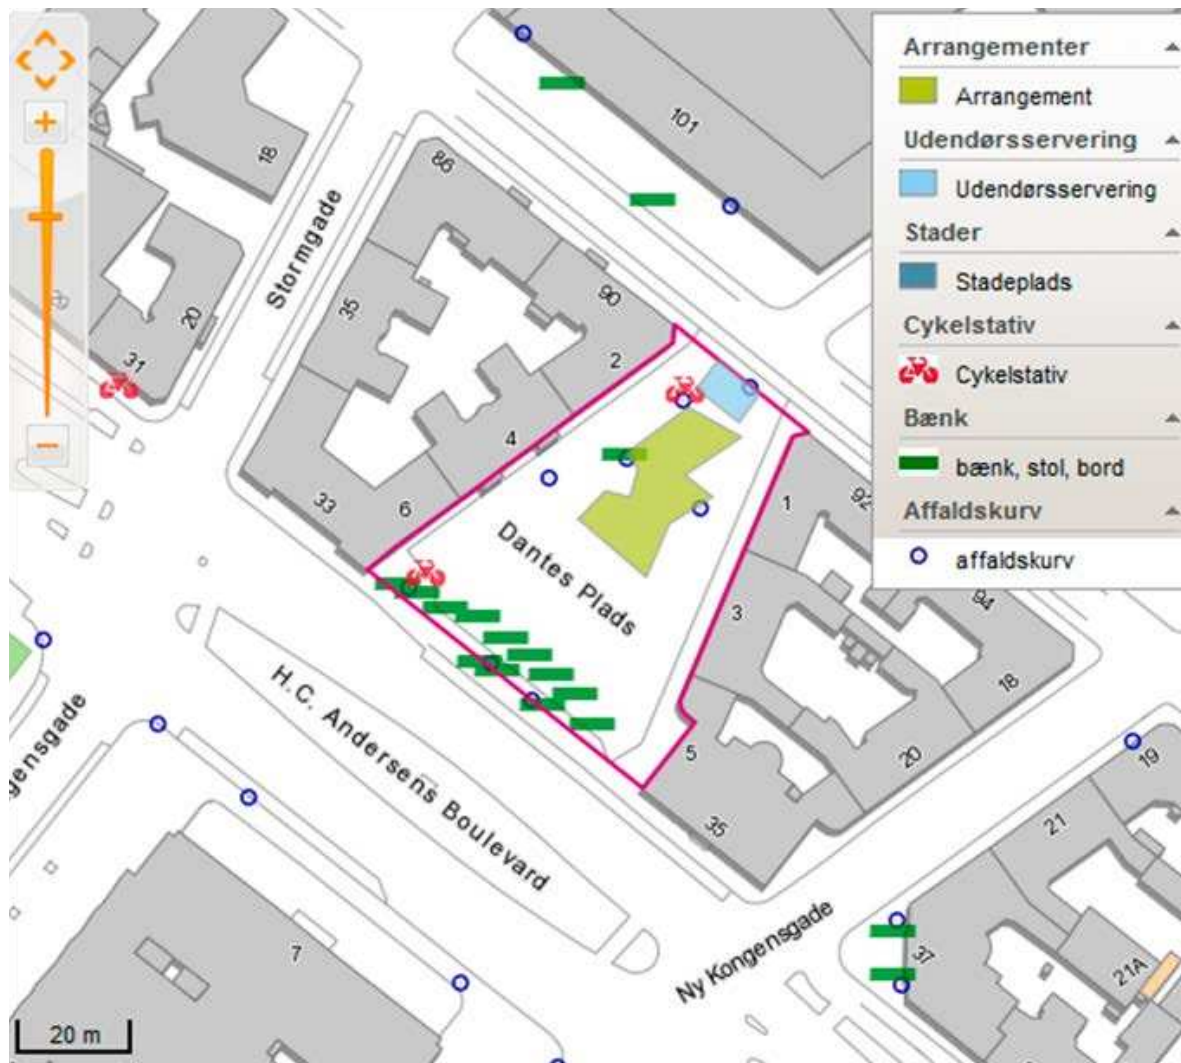 Arrangementer
Arrangement
Udendørsservering
Udendørsservering
Stader
Stadeplads
Cykelstativ
Cykelstativ
Bænk
bænk, stol, bord
Affaldskurv
affaldskurv
101
18
86
Stormgade
35
90
20
31
2
4
33
6
1
92
Dantes Plads
3
94
H.C. Andersens Boulevard
18
gensgade
5
20
19
35
21
Ny Kongensgade
7
37
21A
20 m